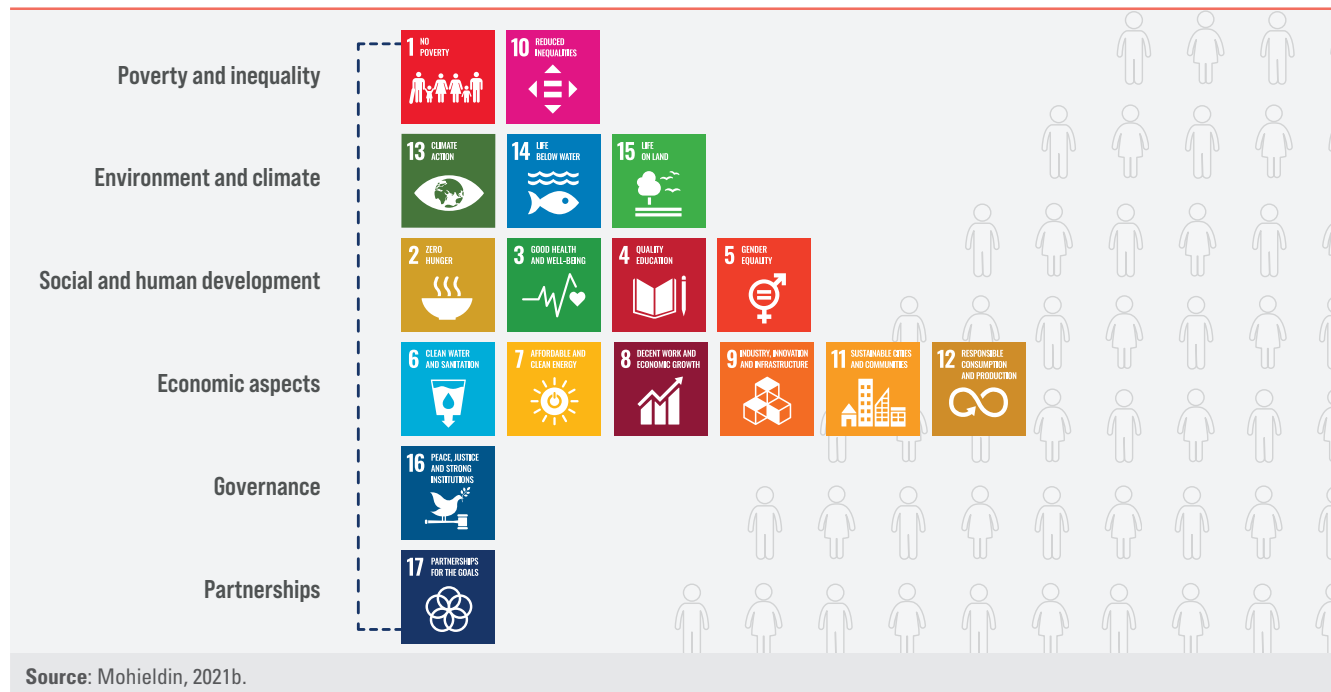 Poverty and inequality
1 NO
POVERTY
10 REDUCED
INEQUALITIES
Environment and climate
13 CLIMATE
ACTION
14 LIFE
BELOW WATER
15 LIFE
ON LAND
Social and human development
2 ZERO
HUNGER
3 GOOD HEALTH
AND WELL-BEING
4 QUALITY
EDUCATION
5 GENDER
EQUALITY
Economic aspects
6 CLEAN WATER
AND SANITATION
7 AFFORDABLE AND
CLEAN ENERGY
8 DECENT WORK AND
ECONOMIC GROWTH
9 INDUSTRY, INNOVATION
AND INFRASTRUCTURE
11 SUSTAINABLE CITIES
AND COMMUNITIES
12 RESPONSIBLE
CONSUMPTION
AND PRODUCTION
Governance
16 PEACE, JUSTICE
AND STRONG
INSTITUTIONS
Partnerships
17 PARTNERSHIPS
FOR THE GOALS
Source: Mohieldin, 2021b.